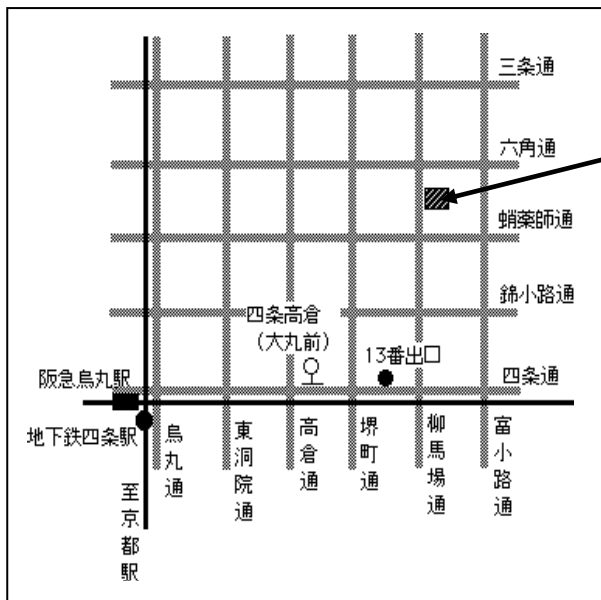 三条通
六角通
蛸薬師通
錦小路通
四条高倉
(大丸前)
13番出口
四条通
阪急烏丸駅
地下鉄四条駅
烏丸通
東洞院通
高倉通
堺町通
柳馬場通
富小路通
至京都駅